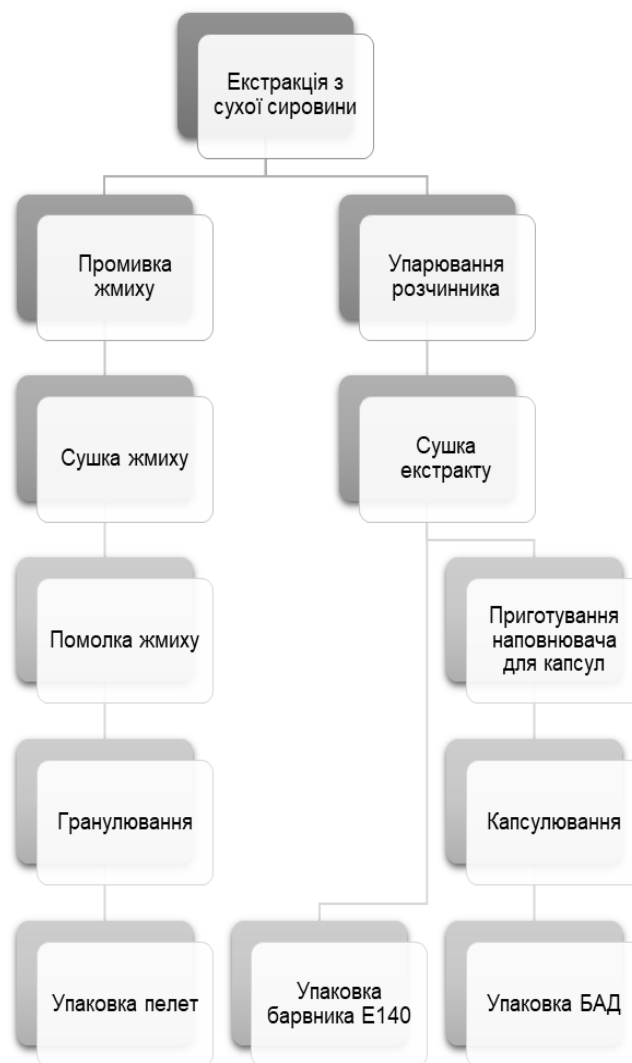 Екстракція з
сухої сировини
Промивка
жмиху
Упарювання
розчинника
Сушка жмиху
Сушка
екстракту
Помолка жмиху
Приготування
наповнювача
для капсул
Гранулювання
Капсулювання
Упаковка пелет
Упаковка
барвника Е140
Упаковка БАД